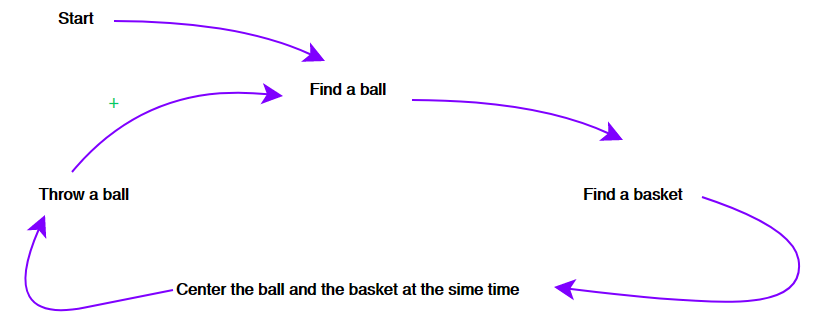 Start
Find a ball
Throw a ball
Find a basket
Center the ball and the basket at the sime time